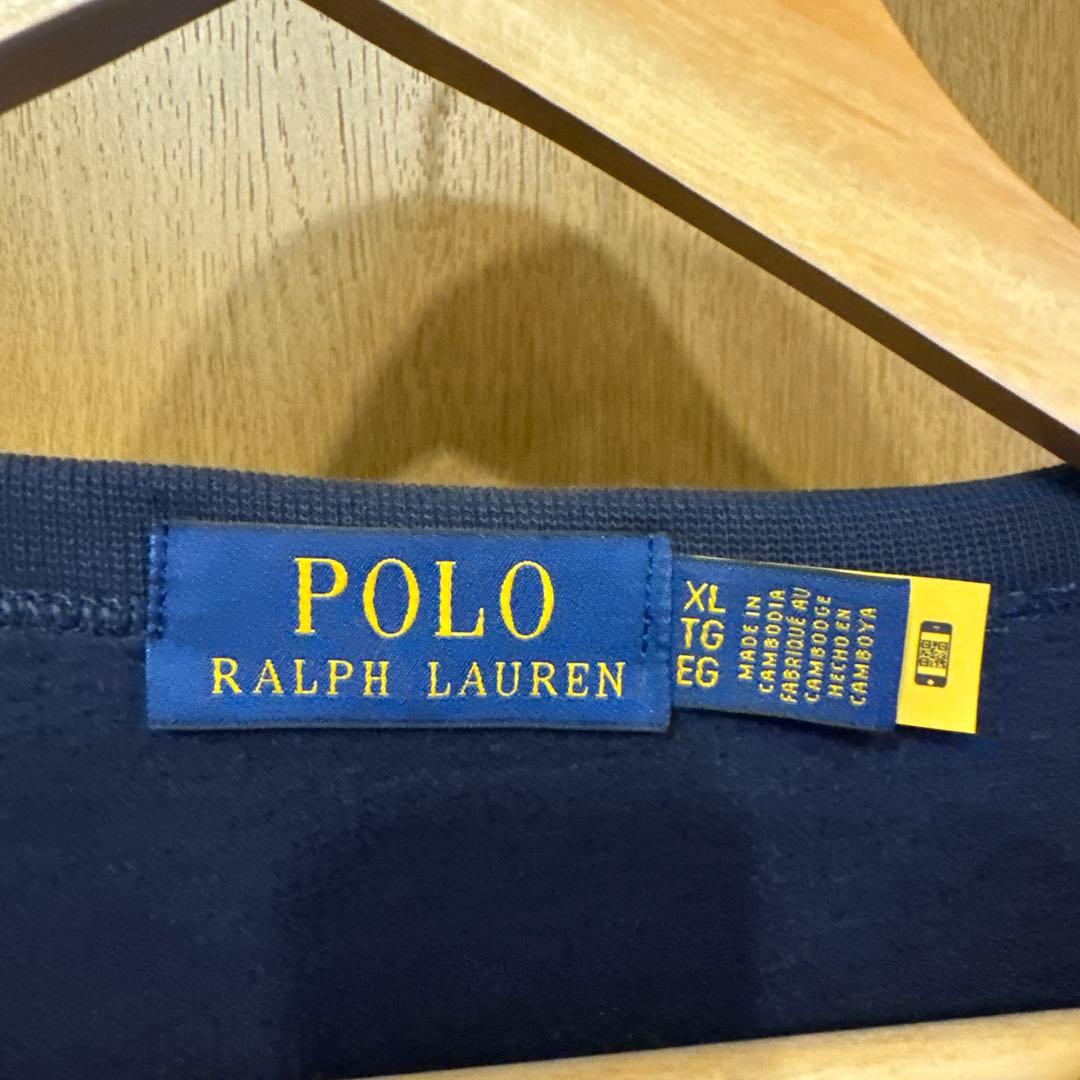 POLO
RALPH LAUREN
XL
TG
EG
MADE IN
CAMBODIA
FABRIQUÉ AU
CAMBODGE
HECHO EN
CAMBOYA